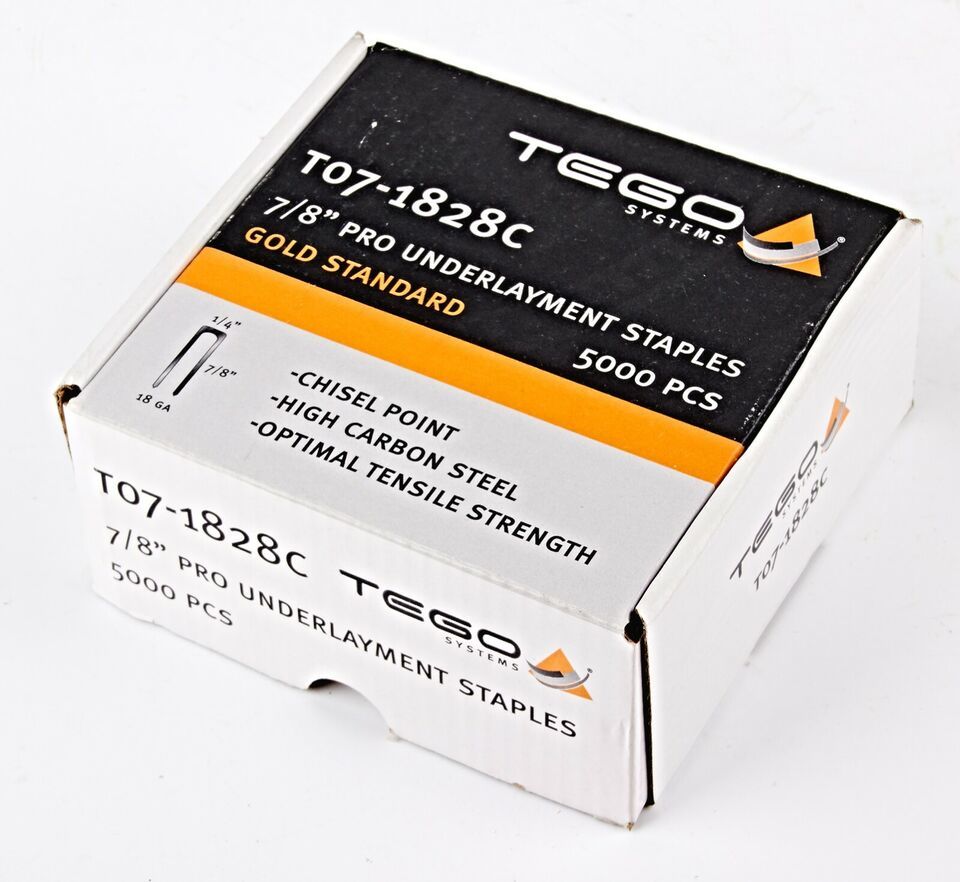 TEGO
SYSTEMS
®
T07-1828C
7/8” PRO UNDERLAYMENT STAPLES
GOLD STANDARD
5000 PCS
1/4"
7/8"
18 GA
-CHISEL POINT
-HIGH CARBON STEEL
-OPTIMAL TENSILE STRENGTH
T07-1828C
7/8” PRO UNDERLAYMENT STAPLES
5000 PCS
TEGO
SYSTEMS
®
TEGO
SYSTEMS
T07-1828C